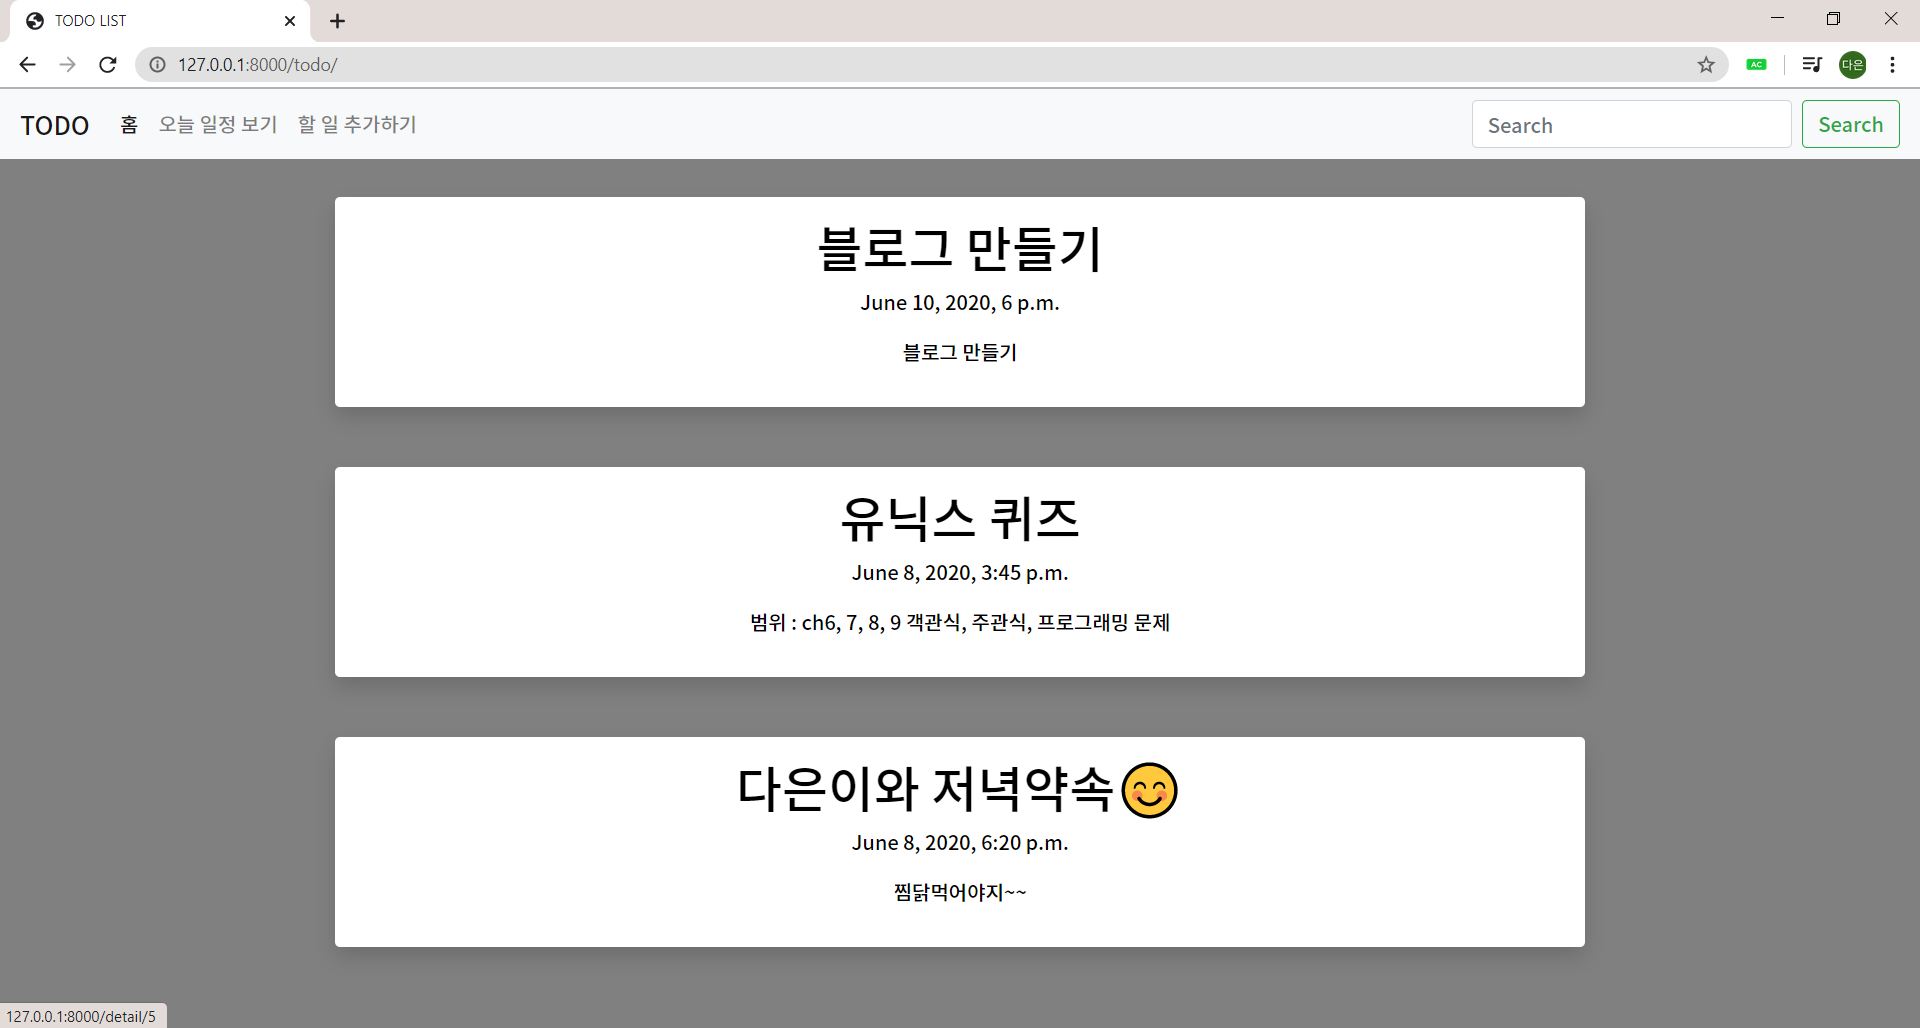 TODO LIST
127.0.0.1:8000/todo/
AC
다은
TODO 홈 오늘 일정 보기 할 일 추가하기 Search Search
블로그 만들기
June 10, 2020, 6 p.m.
블로그 만들기
유닉스 퀴즈
June 8, 2020, 3:45 p.m.
범위 : ch6, 7, 8, 9 객관식, 주관식, 프로그래밍 문제
다은이와 저녁약속😊
June 8, 2020, 6:20 p.m.
찜닭먹어야지~~
127.0.0.1:8000/detail/5